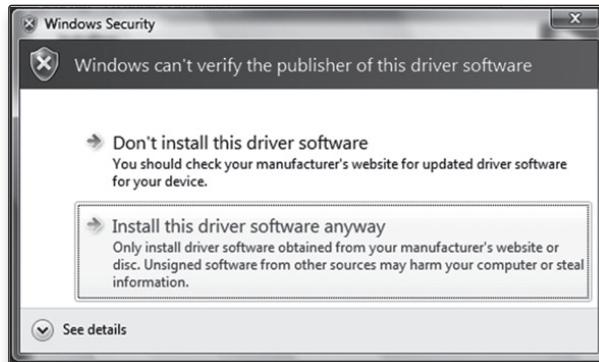 Windows Security
Windows can't verify the publisher of this driver software
Don't install this driver software
You should check your manufacturer's website for updated driver software
for your device.
Install this driver software anyway
Only install driver software obtained from your manufacturer's website or
disc. Unsigned software from other sources may harm your computer or steal
information.
See details